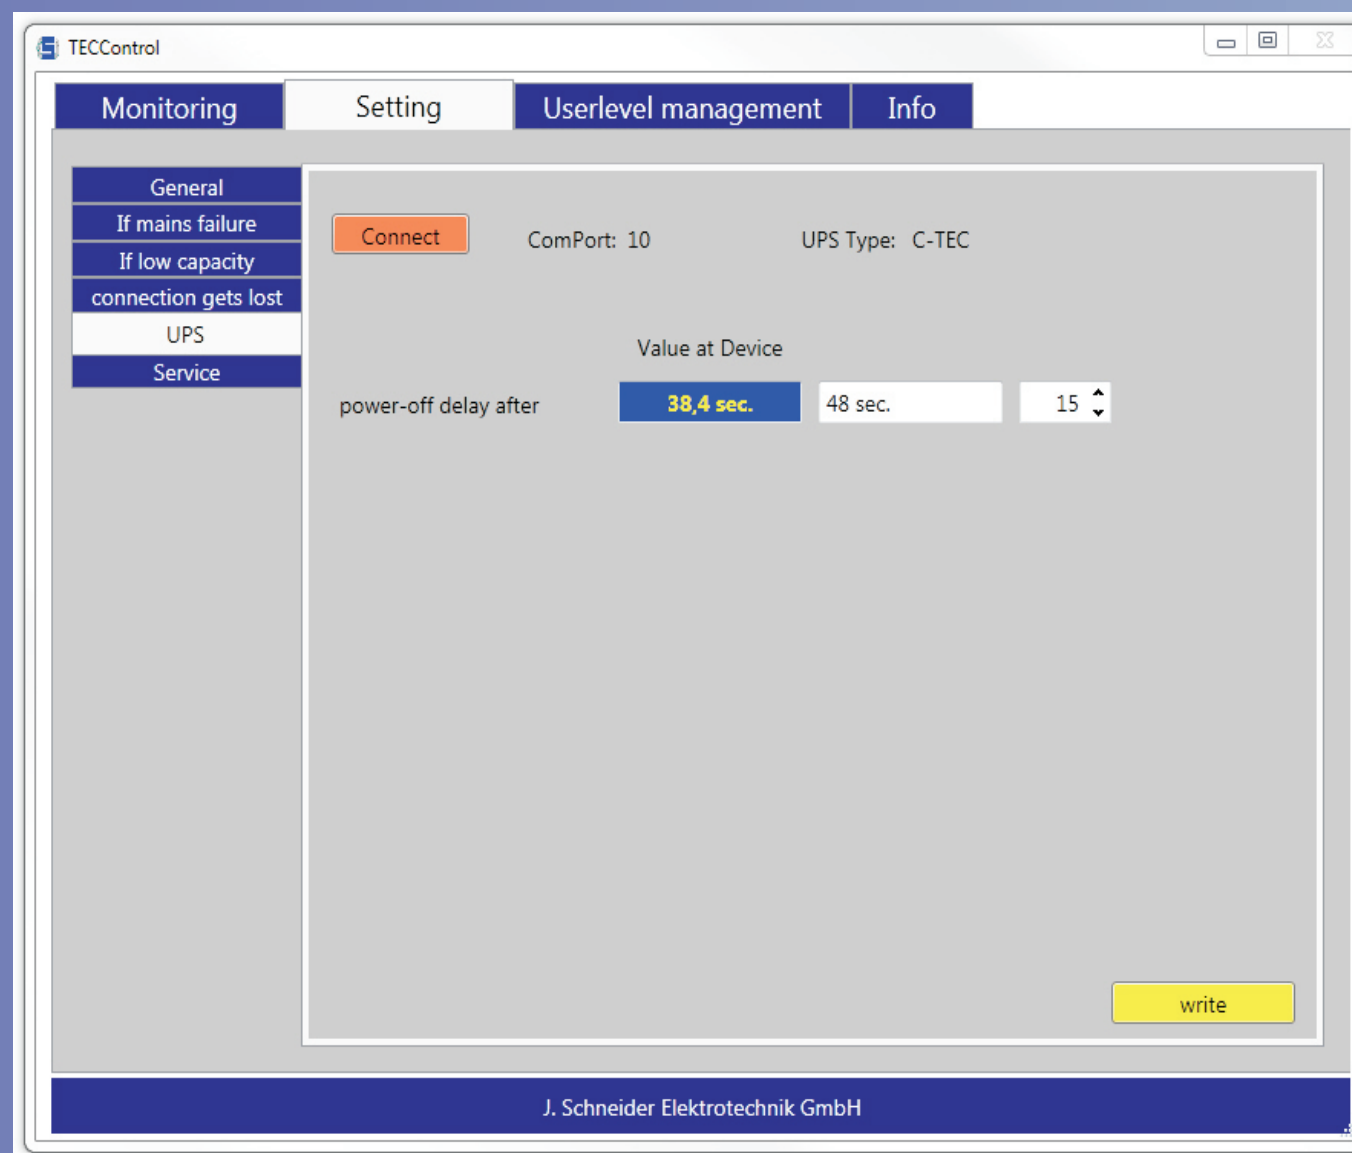 TECControl
Monitoring Setting Userlevel management Info
General
If mains failure
If low capacity
connection gets lost
UPS
Service
Connect ComPort: 10 UPS Type: C-TEC
Value at Device
power-off delay after 38,4 sec. 48 sec. 15
write
J. Schneider Elektrotechnik GmbH